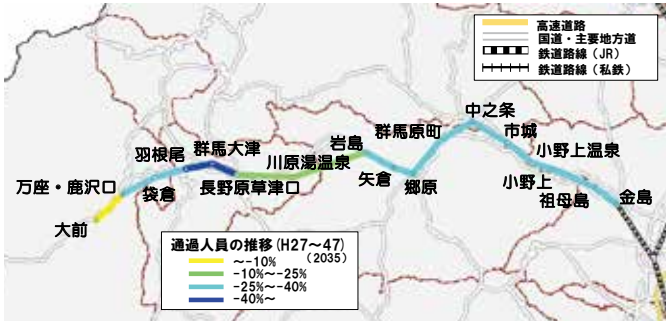 高速道路
国道・主要地方道
鉄道路線（JR）
鉄道路線（私鉄）
中之条
群馬原町
市城
岩島
小野上温泉
群馬大津
羽根尾
川原湯温泉
矢倉
郷原
小野上
祖母島
金島
万座・鹿沢口
袋倉
長野原草津口
大前
通過人員の推移（H27～47）
（2035）
～-10%
-10%～-25%
-25%～-40%
-40%～